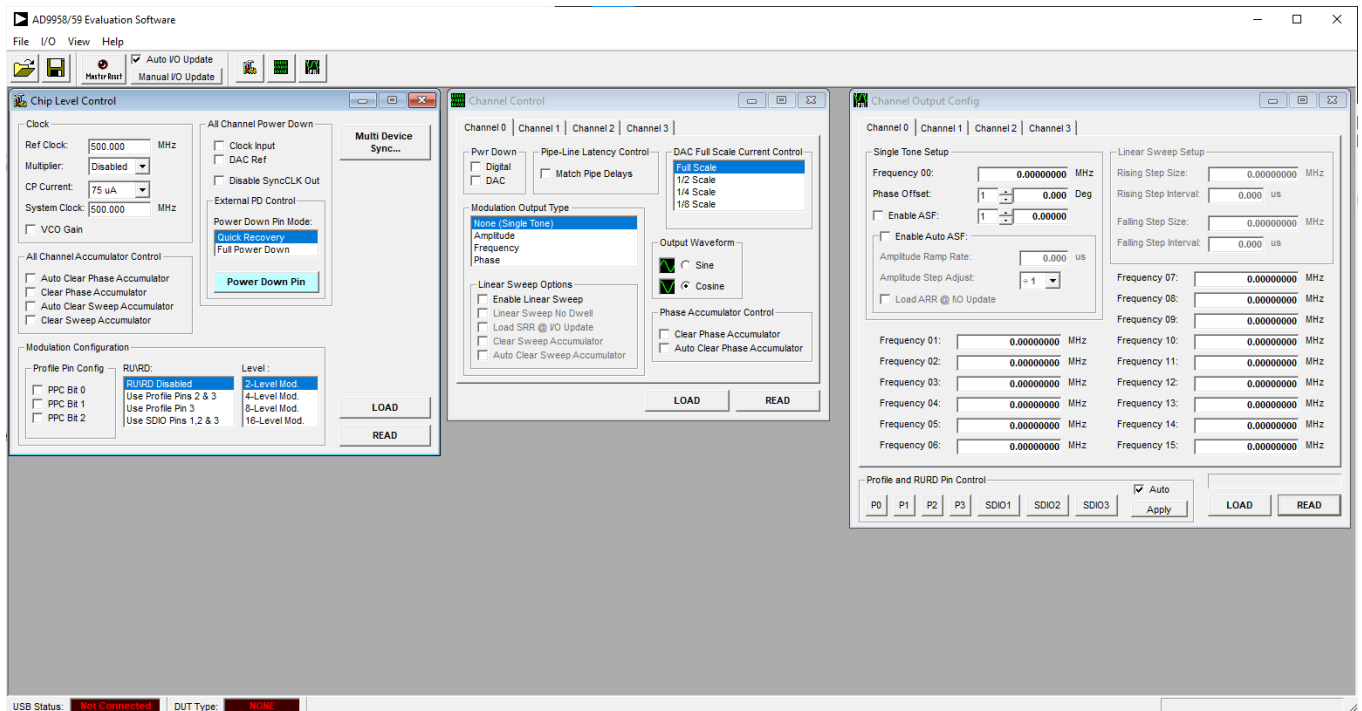 AD9958/59 Evaluation Software
File I/O View Help
Master Reset
Auto I/O Update
Manual I/O Update
Chip Level Control
Clock
Ref Clock: 500.000 MHz
Multiplier: Disabled
CP Current: 75 uA
System Clock: 500.000 MHz
VCO Gain
All Channel Accumulator Control
Auto Clear Phase Accumulator
Clear Phase Accumulator
Auto Clear Sweep Accumulator
Clear Sweep Accumulator
All Channel Power Down
Clock Input
DAC Ref
Disable SyncCLK Out
External PD Control
Power Down Pin Mode:
Quick Recovery
Full Power Down
Power Down Pin
Multi Device
Sync...
Modulation Configuration
Profile Pin Config
PPC Bit 0
PPC Bit 1
PPC Bit 2
RU\RD:
RU\RD Disabled
Use Profile Pins 2 & 3
Use Profile Pin 3
Use SDIO Pins 1,2 & 3
Level :
2-Level Mod.
4-Level Mod.
8-Level Mod.
16-Level Mod.
LOAD
READ
Channel Control
Channel 0 Channel 1 Channel 2 Channel 3
Pwr Down
Digital
DAC
Pipe-Line Latency Control
Match Pipe Delays
DAC Full Scale Current Control
Full Scale
1/2 Scale
1/4 Scale
1/8 Scale
Modulation Output Type
None (Single Tone)
Amplitude
Frequency
Phase
Output Waveform
Sine
Cosine
Linear Sweep Options
Enable Linear Sweep
Linear Sweep No Dwell
Load SRR @ I/O Update
Clear Sweep Accumulator
Auto Clear Sweep Accumulator
Phase Accumulator Control
Clear Phase Accumulator
Auto Clear Phase Accumulator
LOAD READ
Channel Output Config
Channel 0 Channel 1 Channel 2 Channel 3
Single Tone Setup
Frequency 00: 0.00000000 MHz
Phase Offset: 1 0.000 Deg
Enable ASF: 1 0.00000
Enable Auto ASF:
Amplitude Ramp Rate: 0.000 us
Amplitude Step Adjust: ÷ 1
Load ARR @ I\O Update
Linear Sweep Setup
Rising Step Size: 0.00000000 MHz
Rising Step Interval: 0.000 us
Falling Step Size: 0.00000000 MHz
Falling Step Interval: 0.000 us
Frequency 01: 0.00000000 MHz
Frequency 02: 0.00000000 MHz
Frequency 03: 0.00000000 MHz
Frequency 04: 0.00000000 MHz
Frequency 05: 0.00000000 MHz
Frequency 06: 0.00000000 MHz
Frequency 07: 0.00000000 MHz
Frequency 08: 0.00000000 MHz
Frequency 09: 0.00000000 MHz
Frequency 10: 0.00000000 MHz
Frequency 11: 0.00000000 MHz
Frequency 12: 0.00000000 MHz
Frequency 13: 0.00000000 MHz
Frequency 14: 0.00000000 MHz
Frequency 15: 0.00000000 MHz
Profile and RURD Pin Control
P0 P1 P2 P3 SDIO1 SDIO2 SDIO3
Auto
Apply
LOAD READ
USB Status: Not Connected DUT Type: NONE